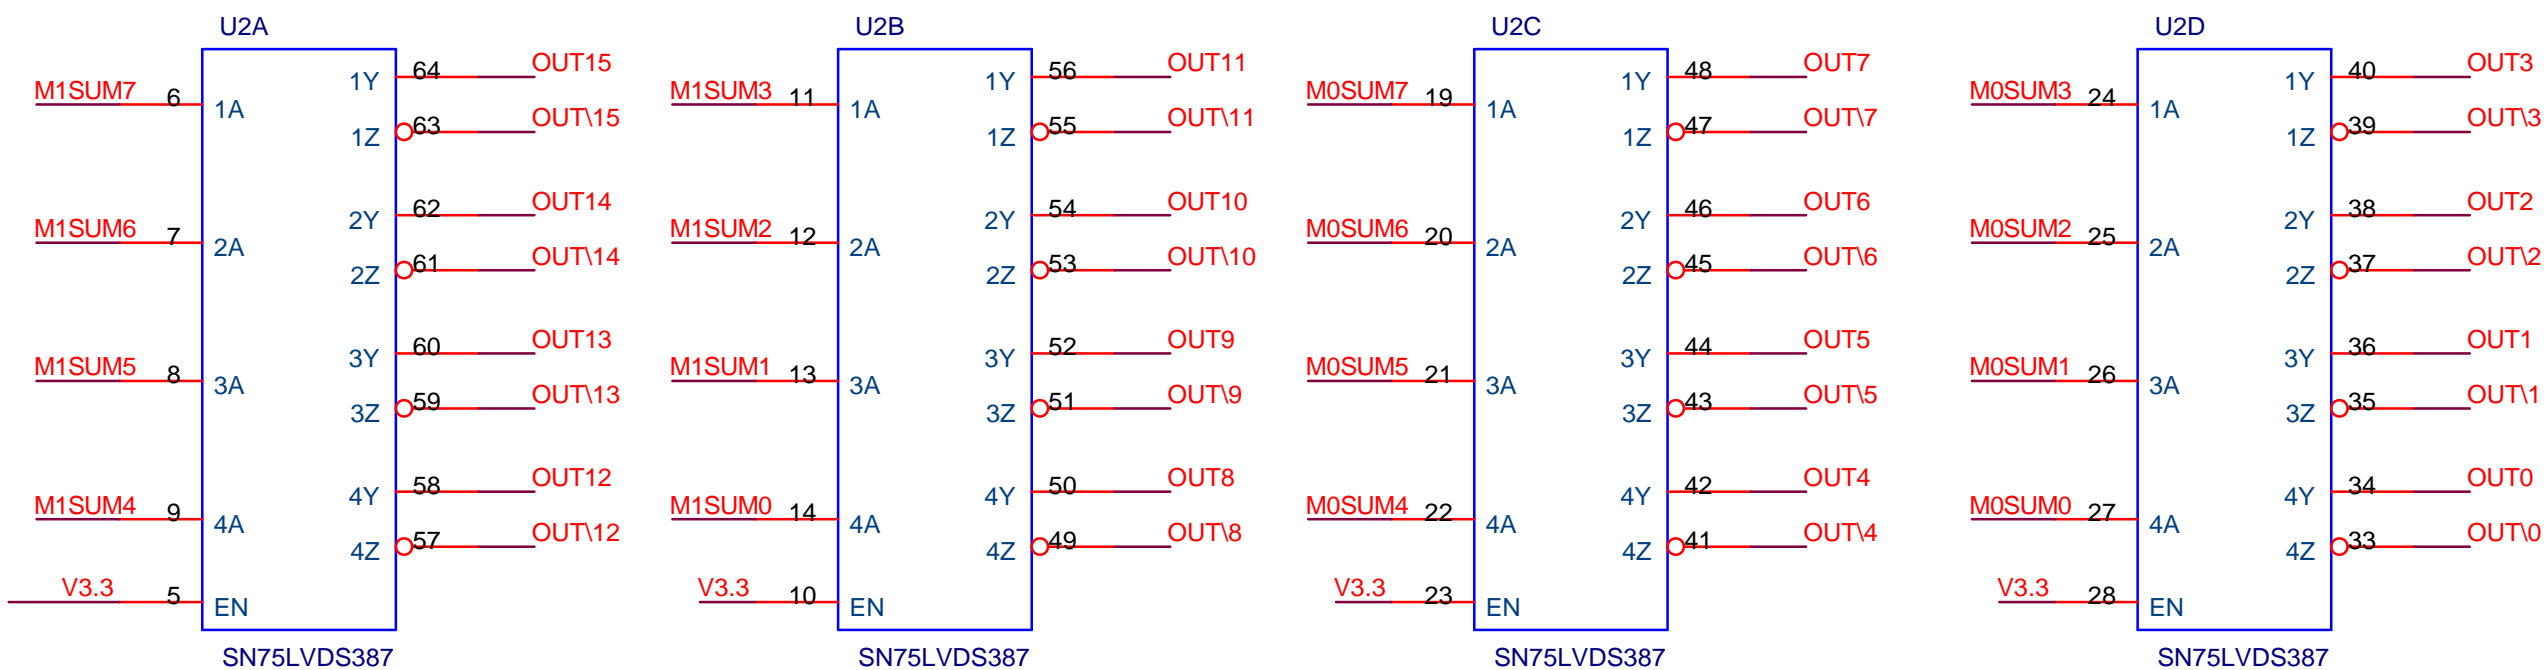 U2A U2B U2C U2D
1Y 64 OUT15 1Y 56 OUT11 1Y 48 OUT7 1Y 40 OUT3
M1SUM7 6 1A M1SUM3 11 1A M0SUM7 19 1A M0SUM3 24 1A
1Z 63 OUT\15 1Z 55 OUT\11 1Z 47 OUT\7 1Z 39 OUT\3
2Y 62 OUT14 2Y 54 OUT10 2Y 46 OUT6 2Y 38 OUT2
M1SUM6 7 2A M1SUM2 12 2A M0SUM6 20 2A M0SUM2 25 2A
2Z 61 OUT\14 2Z 53 OUT\10 2Z 45 OUT\6 2Z 37 OUT\2
3Y 60 OUT13 3Y 52 OUT9 3Y 44 OUT5 3Y 36 OUT1
M1SUM5 8 3A M1SUM1 13 3A M0SUM5 21 3A M0SUM1 26 3A
3Z 59 OUT\13 3Z 51 OUT\9 3Z 43 OUT\5 3Z 35 OUT\1
4Y 58 OUT12 4Y 50 OUT8 4Y 42 OUT4 4Y 34 OUT0
M1SUM4 9 4A M1SUM0 14 4A M0SUM4 22 4A M0SUM0 27 4A
4Z 57 OUT\12 4Z 49 OUT\8 4Z 41 OUT\4 4Z 33 OUT\0
V3.3 5 EN V3.3 10 EN V3.3 23 EN V3.3 28 EN
SN75LVDS387 SN75LVDS387 SN75LVDS387 SN75LVDS387